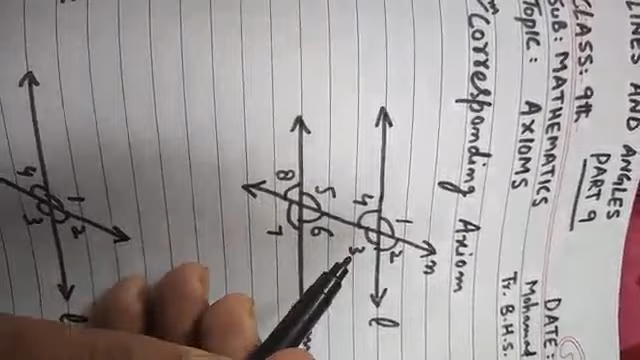 LINES AND ANGLES
PART 9
CLASS: 9th
SUB: MATHEMATICS
DATE:
Topic: AXIOMS
Mohamad
Tr. B.H.S.
Corresponding Axiom
n
1
2
4
3
l
5
6
8
7
m
1
2
4
3
l